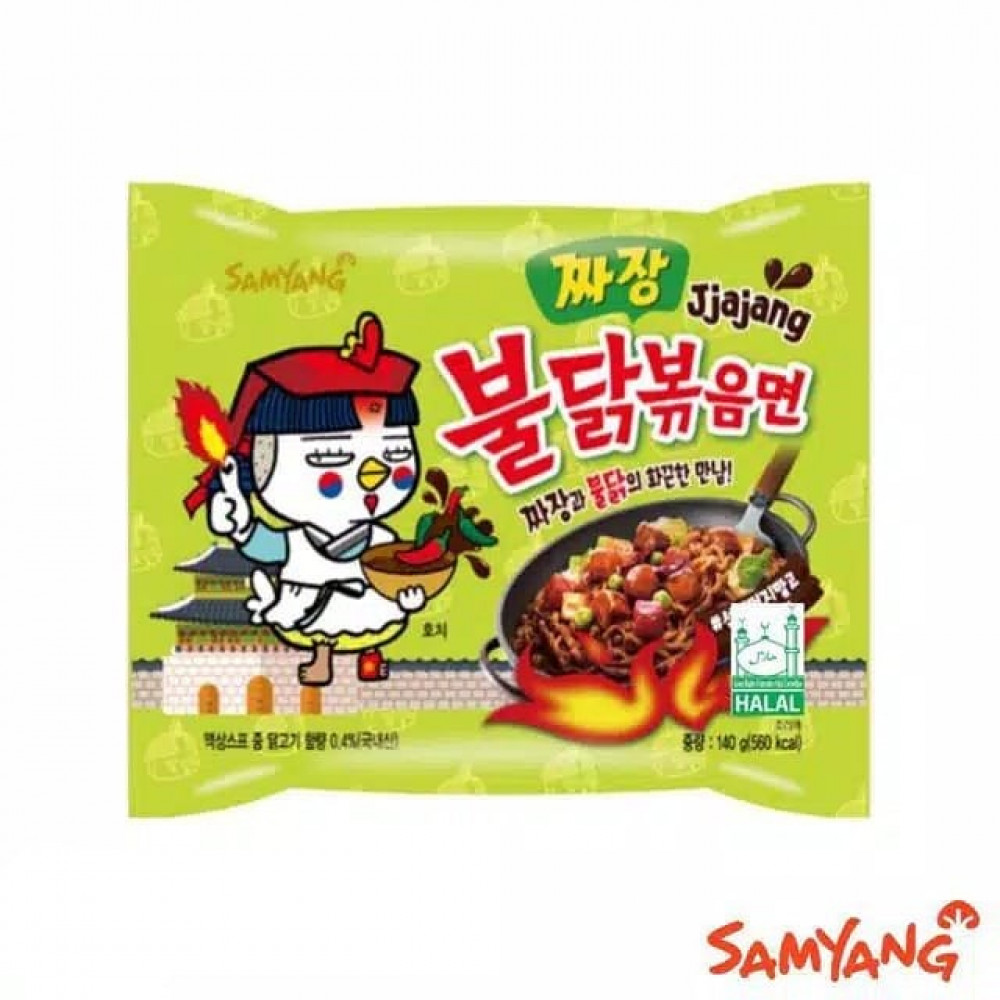 SAMYANG
짜장
Jjajang
불닭볶음면
짜장과 불닭의 화끈한 만남!
호치
HALAL
액상스프 중 닭고기 함량 0.4%(국내산)
중량 : 140 g(560 kcal)
SAMYANG